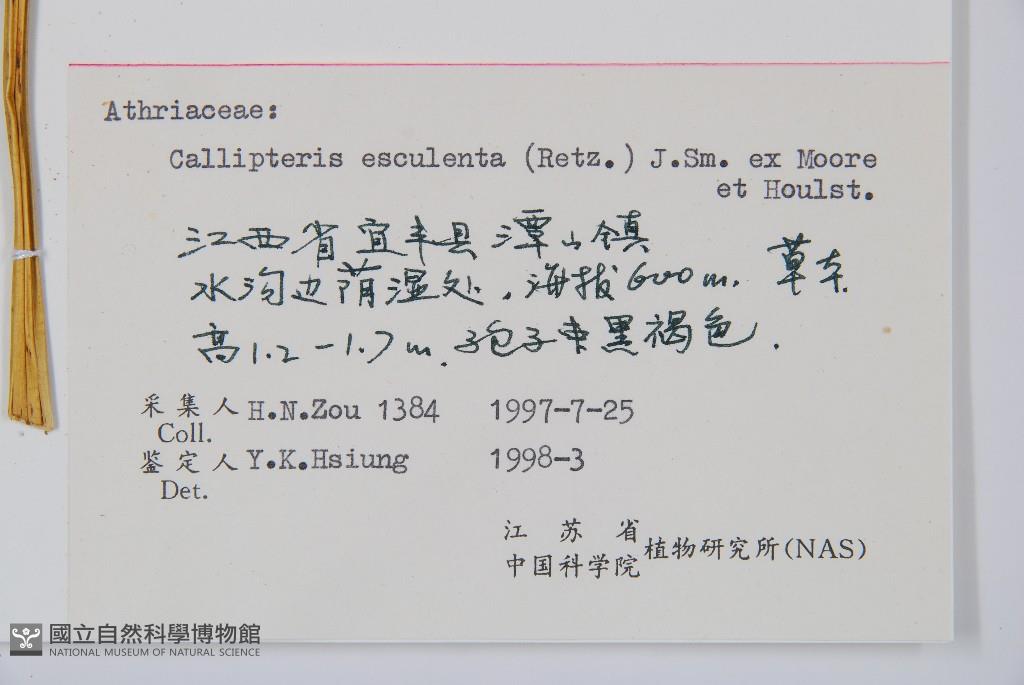 Athriaceae:
Callipteris esculenta (Retz.) J.Sm. ex Moore
et Houlst.
江西省宜丰县潭山镇
水沟边荫湿处，海拔600m. 草本.
高1.2-1.7m. 孢子束黑褐色.
采集人 H.N.Zou 1384 1997-7-25
Coll.
鉴定人 Y.K.Hsiung 1998-3
Det.
江苏省
中国科学院 植物研究所(NAS)
國立自然科學博物館
NATIONAL MUSEUM OF NATURAL SCIENCE